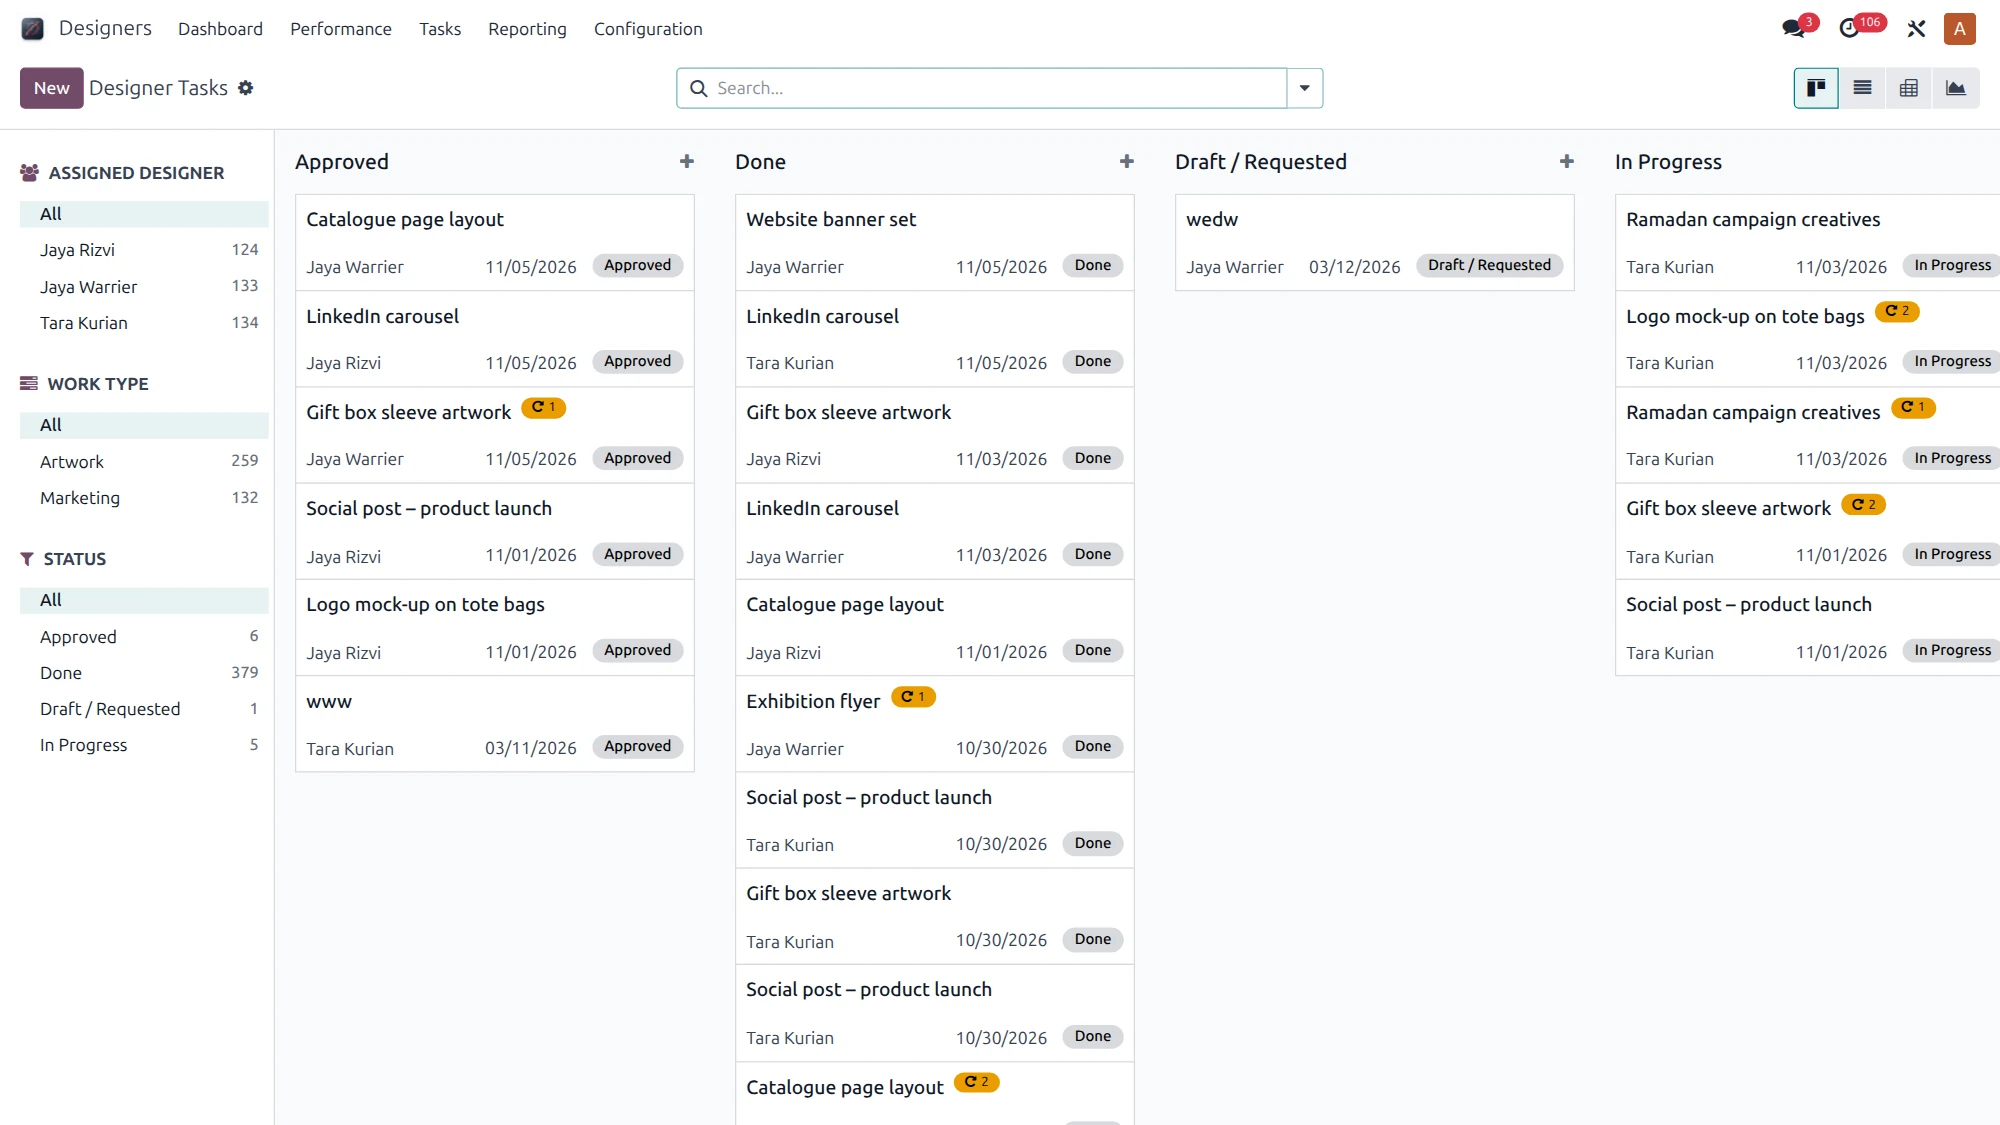 Designers Dashboard Performance Tasks Reporting Configuration 3 106 A
New Designer Tasks Search...
ASSIGNED DESIGNER
All
Jaya Rizvi 124
Jaya Warrier 133
Tara Kurian 134
WORK TYPE
All
Artwork 259
Marketing 132
STATUS
All
Approved 6
Done 379
Draft / Requested 1
In Progress 5
Approved
Catalogue page layout
Jaya Warrier 11/05/2026 Approved
LinkedIn carousel
Jaya Rizvi 11/05/2026 Approved
Gift box sleeve artwork 1
Jaya Warrier 11/05/2026 Approved
Social post – product launch
Jaya Rizvi 11/01/2026 Approved
Logo mock-up on tote bags
Jaya Rizvi 11/01/2026 Approved
www
Tara Kurian 03/11/2026 Approved
Done
Website banner set
Jaya Warrier 11/05/2026 Done
LinkedIn carousel
Tara Kurian 11/05/2026 Done
Gift box sleeve artwork
Jaya Rizvi 11/03/2026 Done
LinkedIn carousel
Jaya Warrier 11/03/2026 Done
Catalogue page layout
Jaya Rizvi 11/01/2026 Done
Exhibition flyer 1
Jaya Warrier 10/30/2026 Done
Social post – product launch
Tara Kurian 10/30/2026 Done
Gift box sleeve artwork
Tara Kurian 10/30/2026 Done
Social post – product launch
Tara Kurian 10/30/2026 Done
Catalogue page layout 2
Draft / Requested
wedw
Jaya Warrier 03/12/2026 Draft / Requested
In Progress
Ramadan campaign creatives
Tara Kurian 11/03/2026 In Progress
Logo mock-up on tote bags 2
Tara Kurian 11/03/2026 In Progress
Ramadan campaign creatives 1
Tara Kurian 11/03/2026 In Progress
Gift box sleeve artwork 2
Tara Kurian 11/01/2026 In Progress
Social post – product launch
Tara Kurian 11/01/2026 In Progress